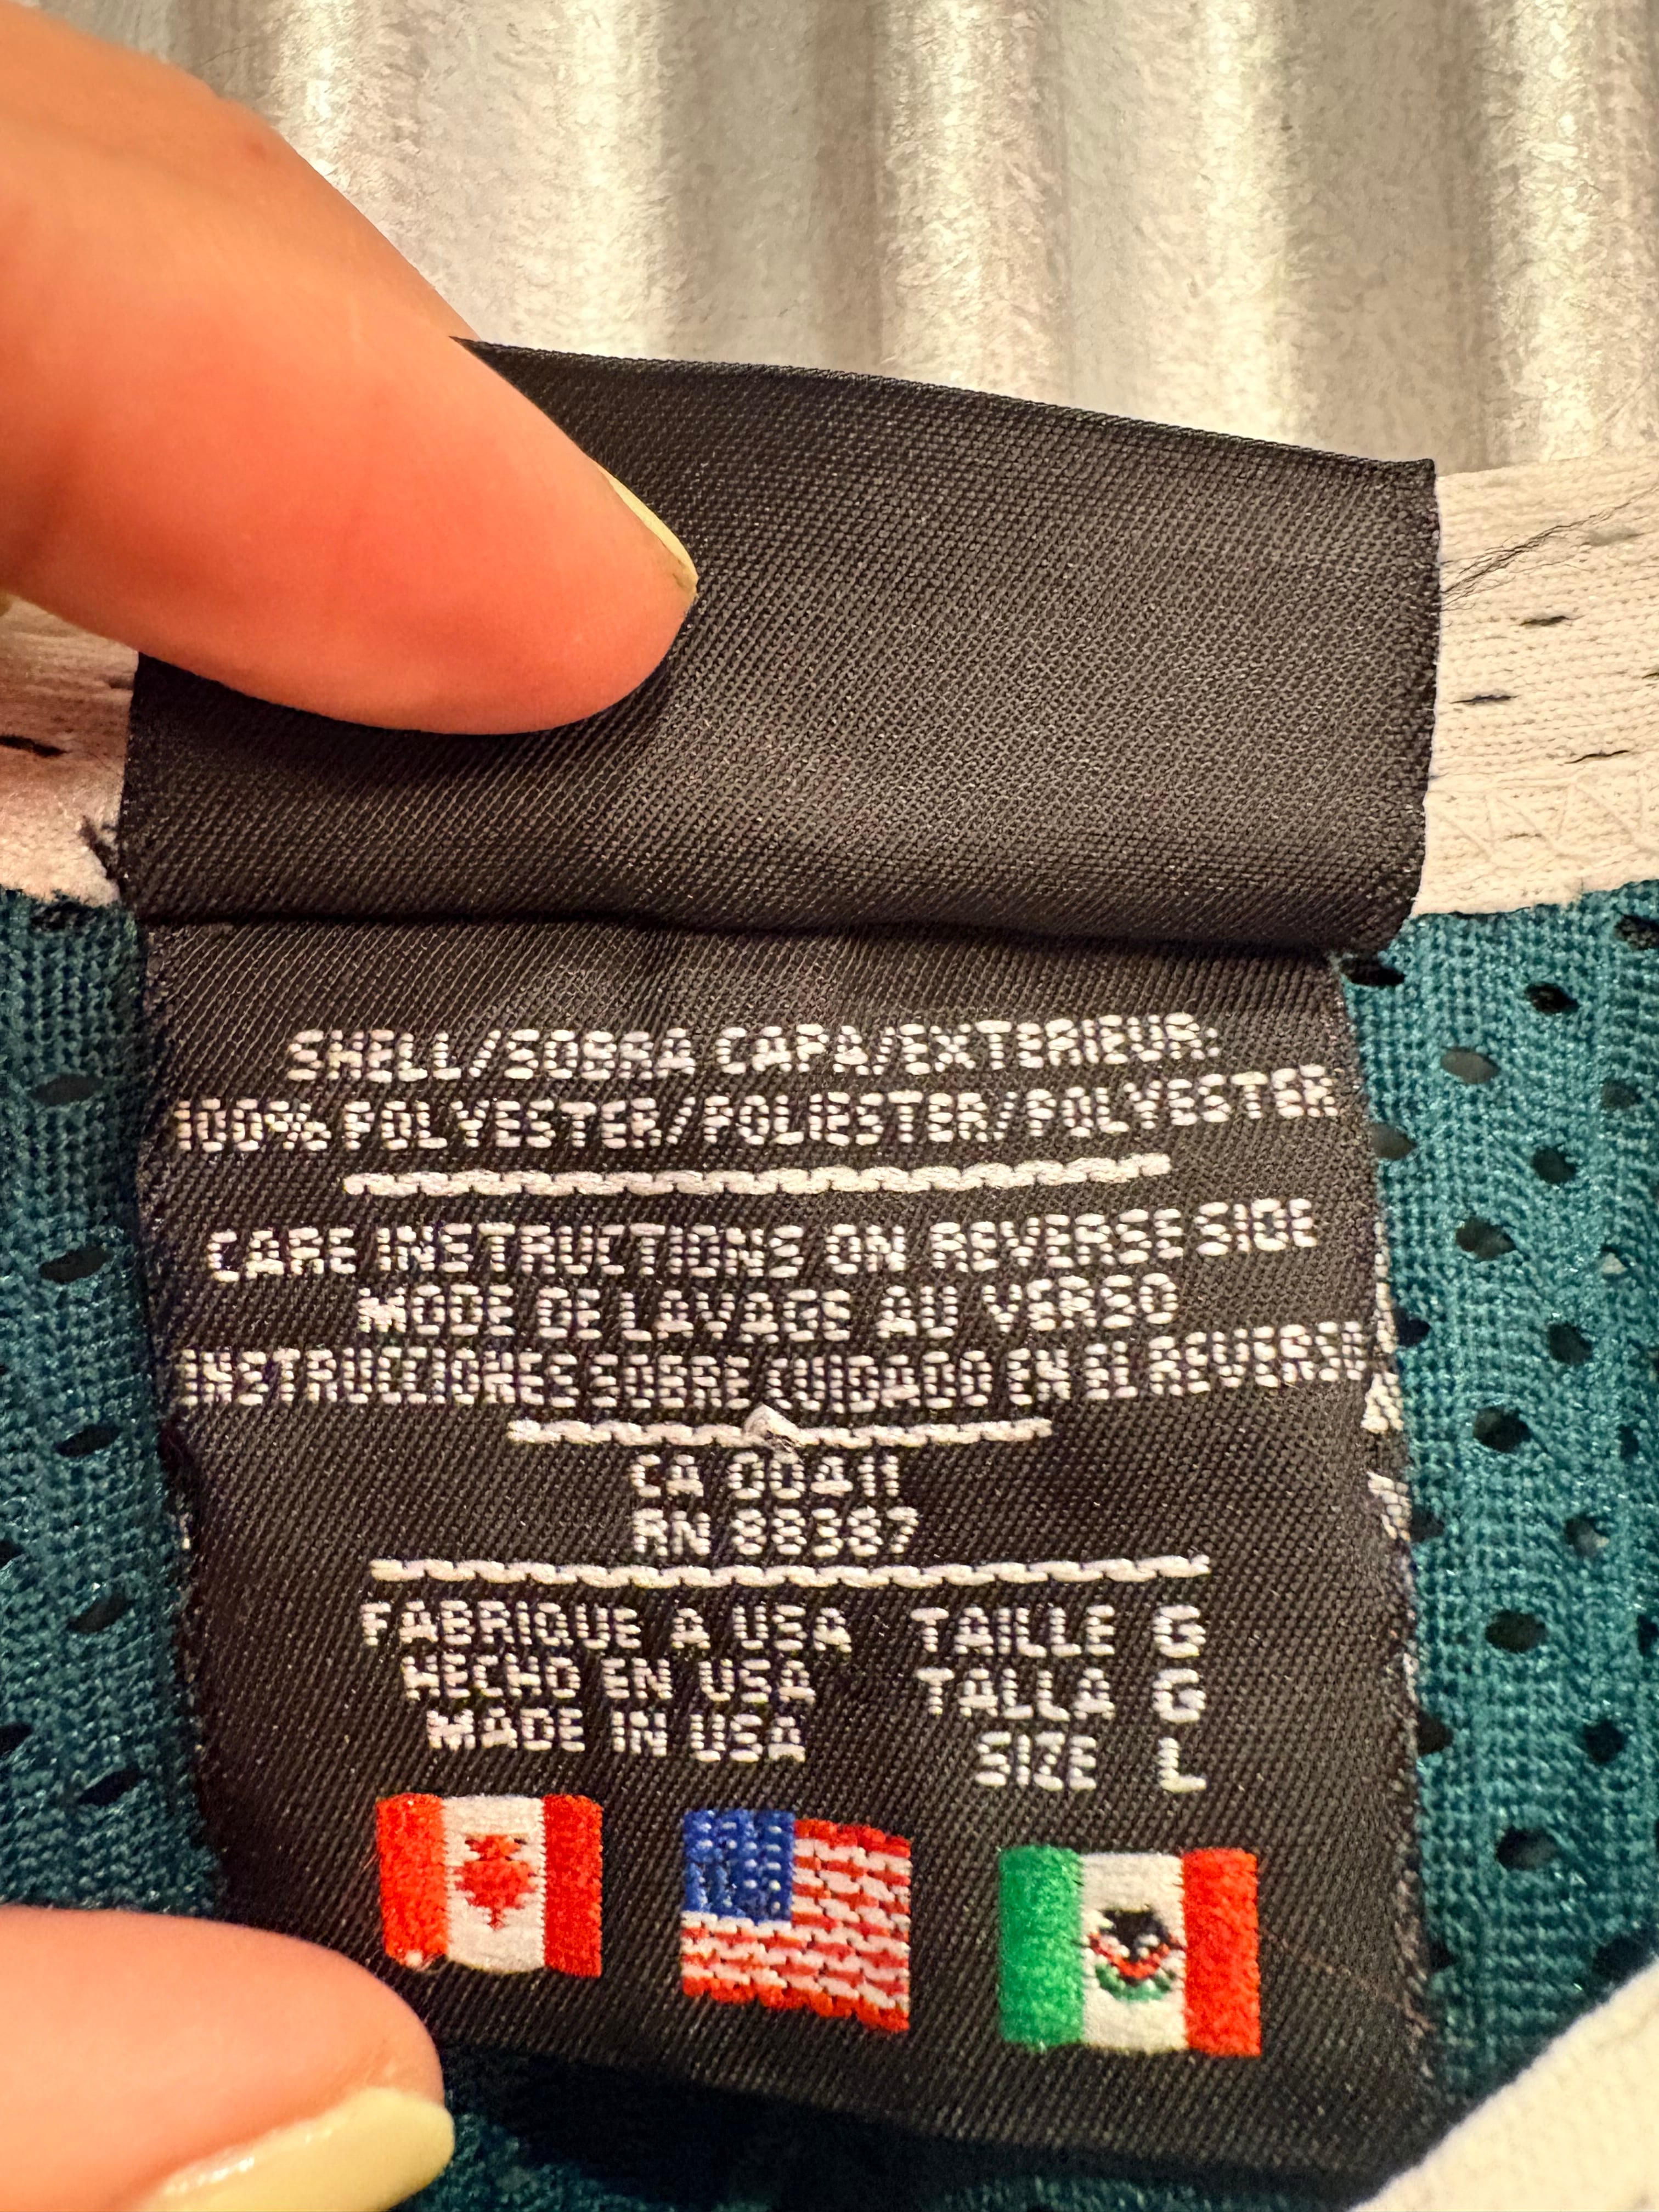 SHELL/SOBRA CAPA/EXTERIEUR:
100% POLYESTER/POLIESTER/POLYESTER
CARE INSTRUCTIONS ON REVERSE SIDE
MODE DE LAVAGE AU VERSO
INSTRUCCIONES SOBRE CUIDADO EN EL REVERSO
CA 00411
RN 88387
FABRIQUE A USA TAILLE G
HECHO EN USA TALLA G
MADE IN USA SIZE L